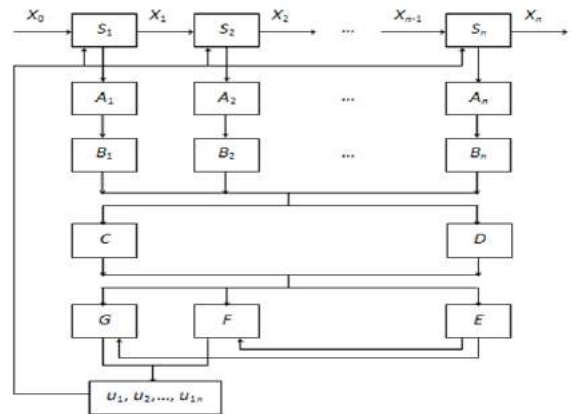 X₀ S₁ X₁ S₂ X₂ ... Xₙ₋₁ Sₙ Xₙ
A₁ A₂ ... Aₙ
B₁ B₂ ... Bₙ
C D
G F E
u₁, u₂,..., u₁ₙ